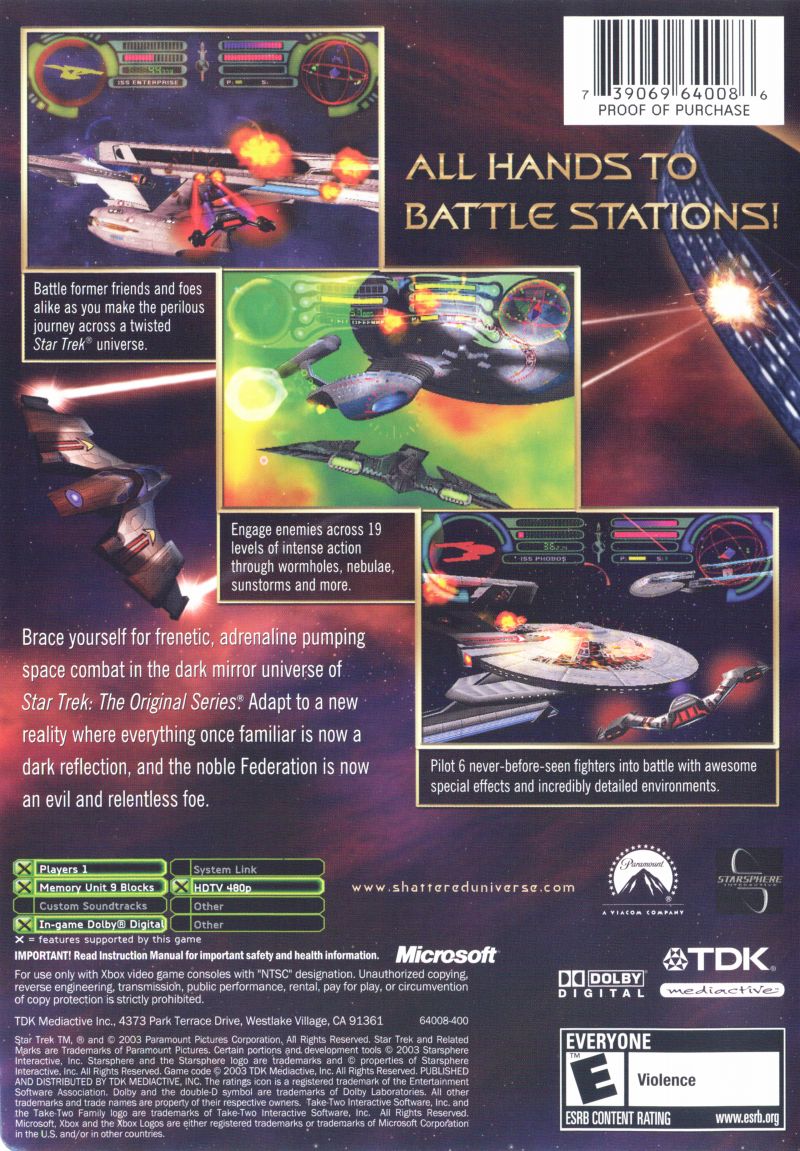 ISS ENTERPRISE
P: S:
7 39069 64008 6
PROOF OF PURCHASE
ALL HANDS TO
BATTLE STATIONS!
Battle former friends and foes
alike as you make the perilous
journey across a twisted
Star Trek® universe.
Engage enemies across 19
levels of intense action
through wormholes, nebulae,
sunstorms and more.
ISS PHOBOS
P: S:
Brace yourself for frenetic, adrenaline pumping
space combat in the dark mirror universe of
Star Trek: The Original Series® Adapt to a new
reality where everything once familiar is now a
dark reflection, and the noble Federation is now
an evil and relentless foe.
Pilot 6 never-before-seen fighters into battle with awesome
special effects and incredibly detailed environments.
Players 1
System Link
Memory Unit 9 Blocks
HDTV 480p
Custom Soundtracks
Other
In-game Dolby® Digital
Other
X = features supported by this game
www.shattereduniverse.com
Paramount
®
A VIACOM COMPANY
STARSPHERE
INTERACTIVE
IMPORTANT! Read Instruction Manual for important safety and health information.
Microsoft®
For use only with Xbox video game consoles with "NTSC" designation. Unauthorized copying,
reverse engineering, transmission, public performance, rental, pay for play, or circumvention
of copy protection is strictly prohibited.
DOLBY®
DIGITAL
TDK®
mediactive™
TDK Mediactive Inc., 4373 Park Terrace Drive, Westlake Village, CA 91361
64008-400
Star Trek TM, ® and © 2003 Paramount Pictures Corporation, All Rights Reserved. Star Trek and Related
Marks are Trademarks of Paramount Pictures. Certain portions and development tools © 2003 Starsphere
Interactive, Inc. Starsphere and the Starsphere logo are trademarks and © properties of Starsphere
Interactive, Inc. All Rights Reserved. Game code © 2003 TDK Mediactive, Inc. All Rights Reserved. PUBLISHED
AND DISTRIBUTED BY TDK MEDIACTIVE, INC. The ratings icon is a registered trademark of the Entertainment
Software Association. Dolby and the double-D symbol are trademarks of Dolby Laboratories. All other
trademarks and trade names are property of their respective owners. Take-Two Interactive Software, Inc. and
the Take-Two Family logo are trademarks of Take-Two Interactive Software, Inc. All Rights Reserved.
Microsoft, Xbox and the Xbox Logos are either registered trademarks or trademarks of Microsoft Corporation
in the U.S. and/or in other countries.
EVERYONE
™
E
Violence
ESRB CONTENT RATING www.esrb.org